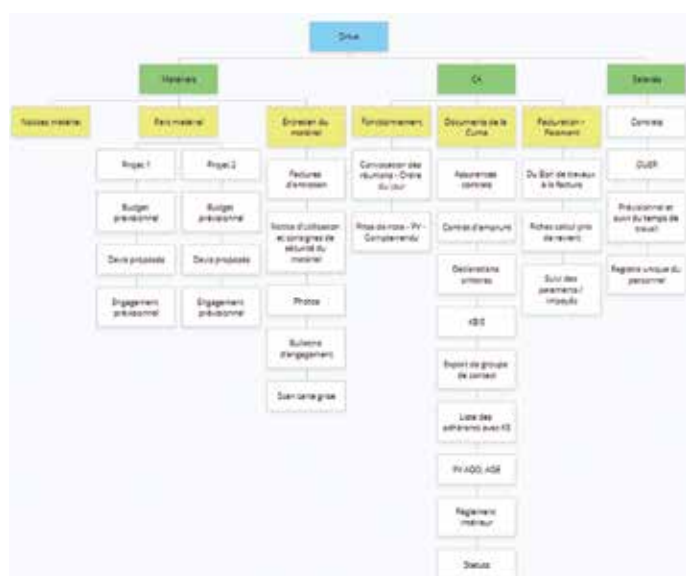 Drive
Matériels
CA
Salariés
Notices matériel
Parc matériel
Entretien du
matériel
Fonctionnement
Documents de la
Cuma
Facturation -
Paiement
Contrats
Projet 1
Projet 2
Factures
d'entretien
Convocation des
réunions - Ordre
du jour
Assurances
contrats
Du Bon de travaux
à la facture
DUER
Budget
prévisionnel
Budget
prévisionnel
Notice d'utilisation
et consignes de
sécurité du
matériel
Prise de note - PV -
Compte rendu
Contrat d'emprunt
Fiches calcul prix
de revient
Prévisionnel et
suivi du temps de
travail
Devis proposés
Devis proposés
Déclarations
Suivi des
paiements /
impayés
Registre unique du
personnel
Engagement
prévisionnel
Engagement
prévisionnel
Photos
KBIS
Bulletins
d'engagement
Export de groupe
de contact
Scan carte grise
Liste des
adhérents avec KS
PV AGO, AGE
Règlement
intérieur
Statuts